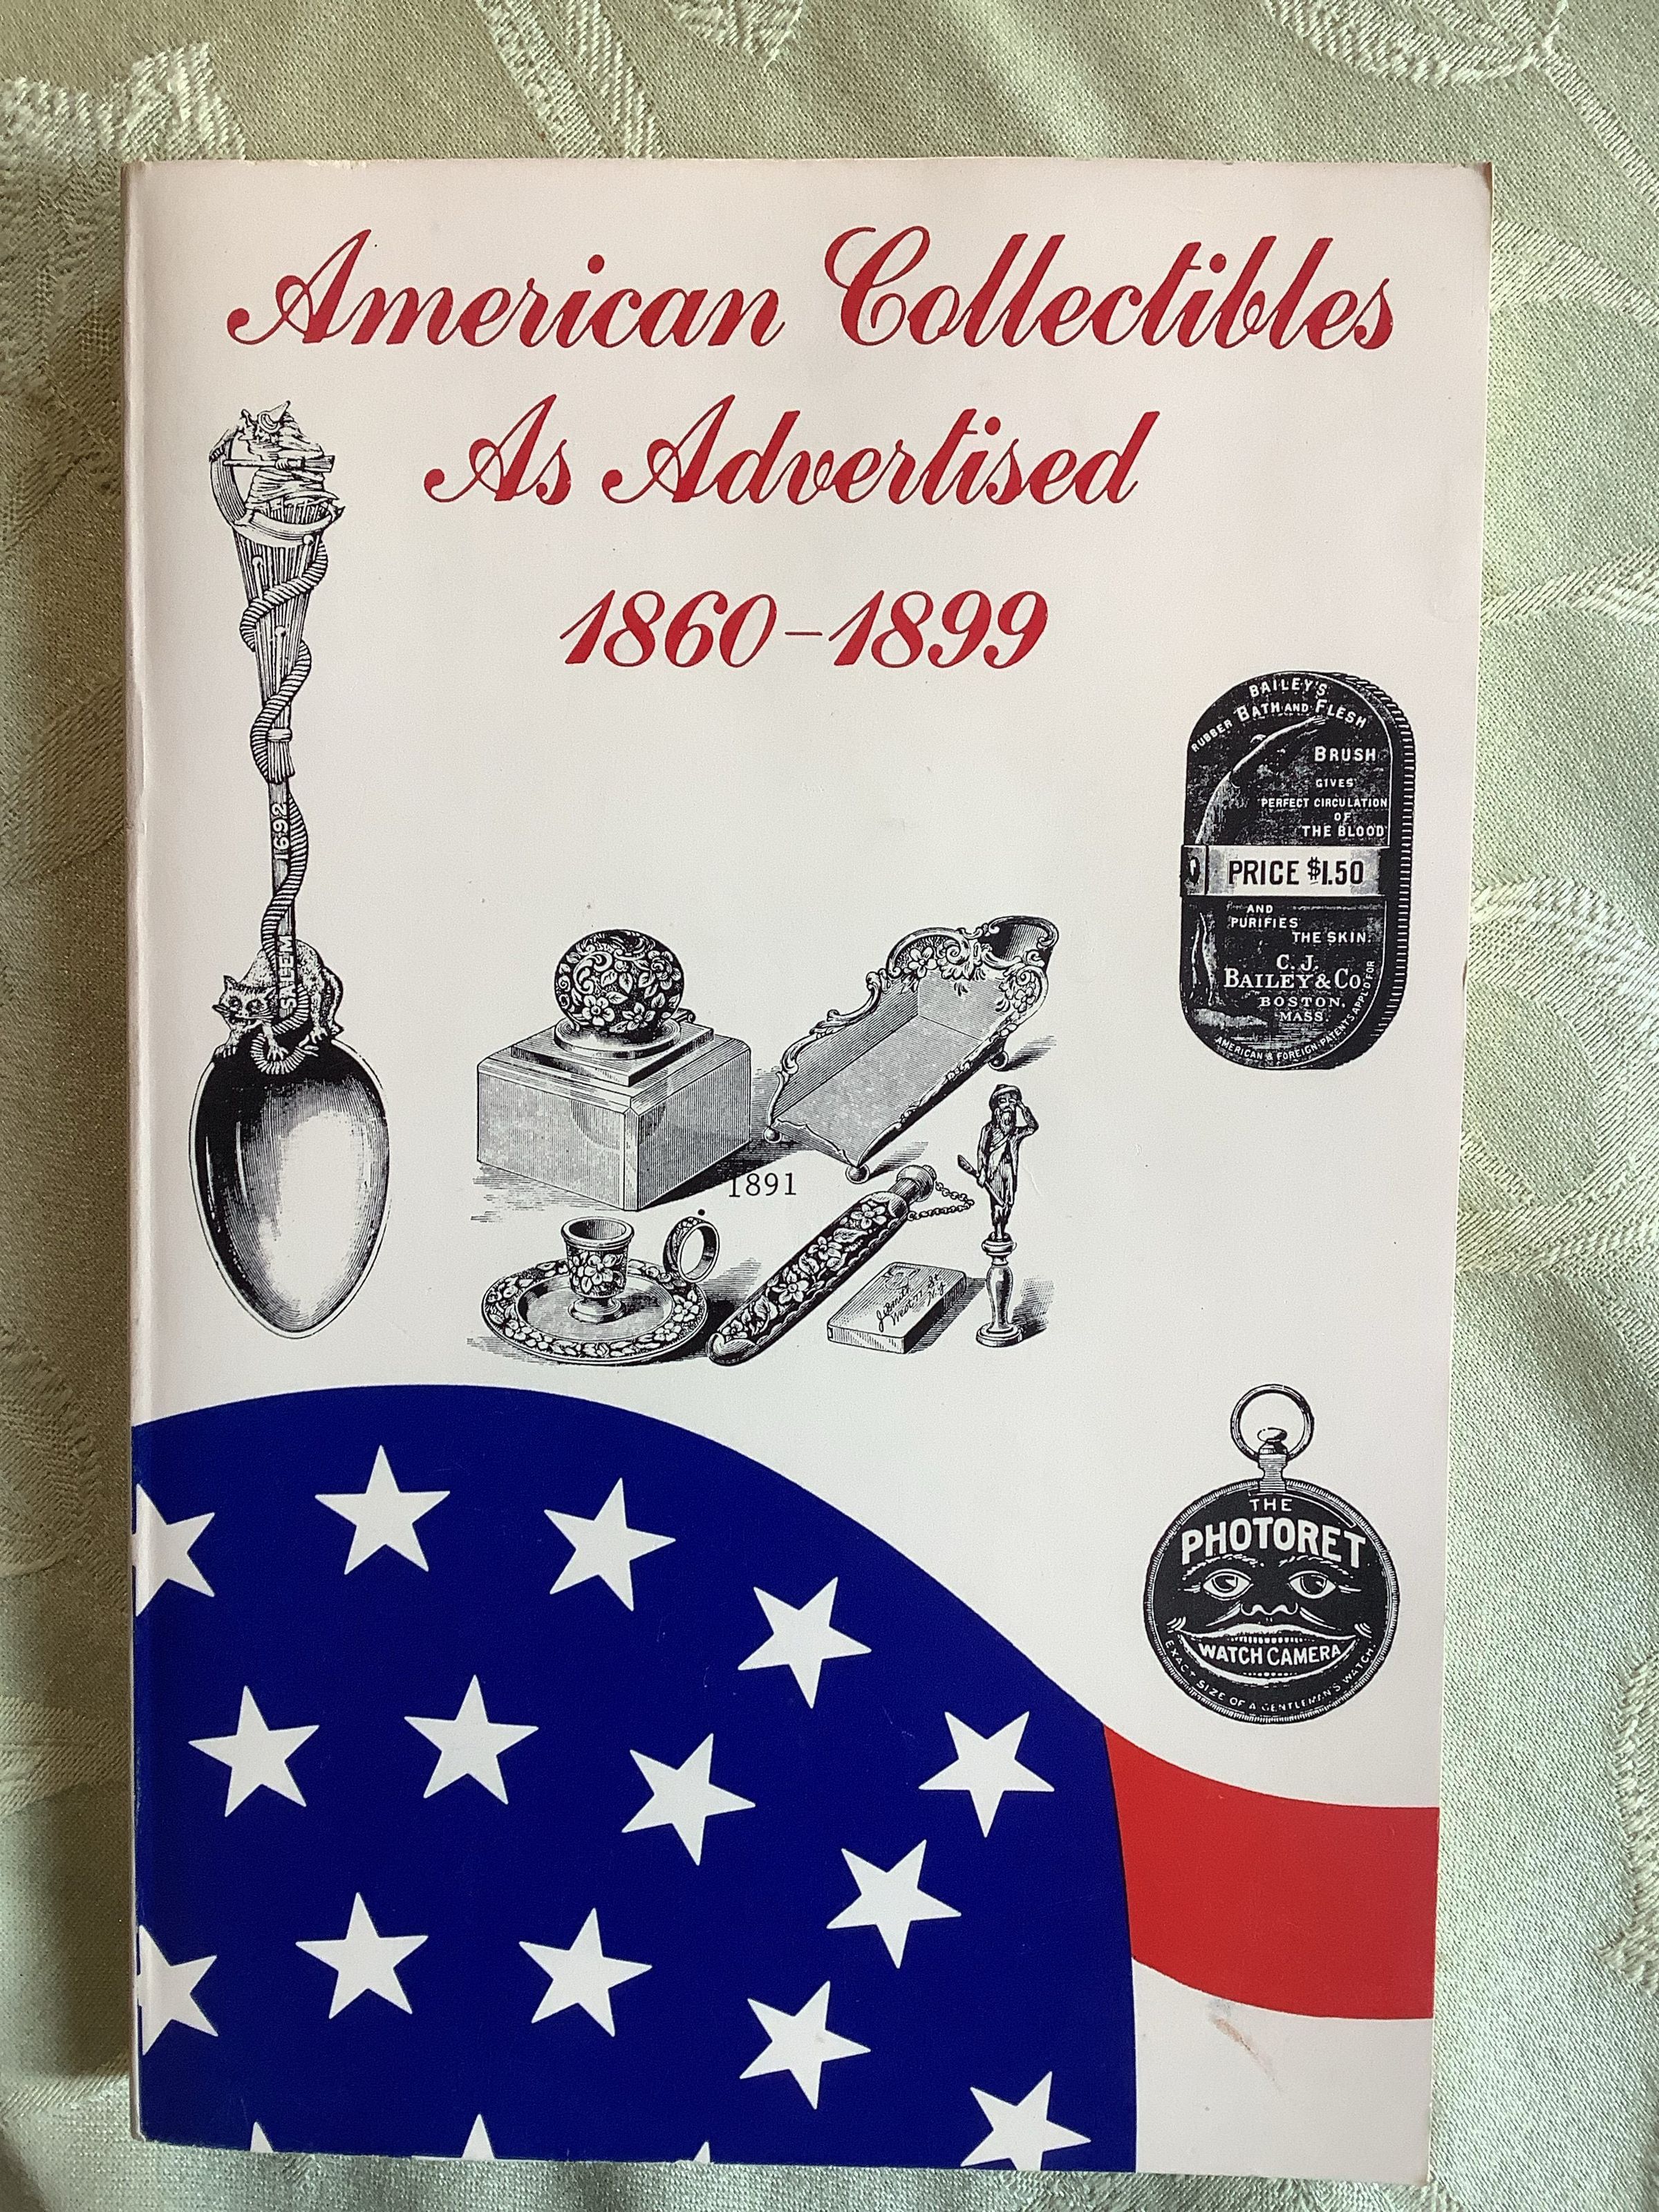 American Collectibles
As Advertised
1860-1899
1692
SALEM
BAILEY'S
RUBBER BATH AND FLESH
BRUSH
GIVES
PERFECT CIRCULATION
OF
THE BLOOD
PRICE $1.50
AND
PURIFIES
THE SKIN.
C. J.
BAILEY & CO.
BOSTON,
MASS.
AMERICAN & FOREIGN PATENTS APPLD FOR
1891
THE
PHOTORET
WATCH CAMERA
EXACT SIZE OF A GENTLEMAN'S WATCH.